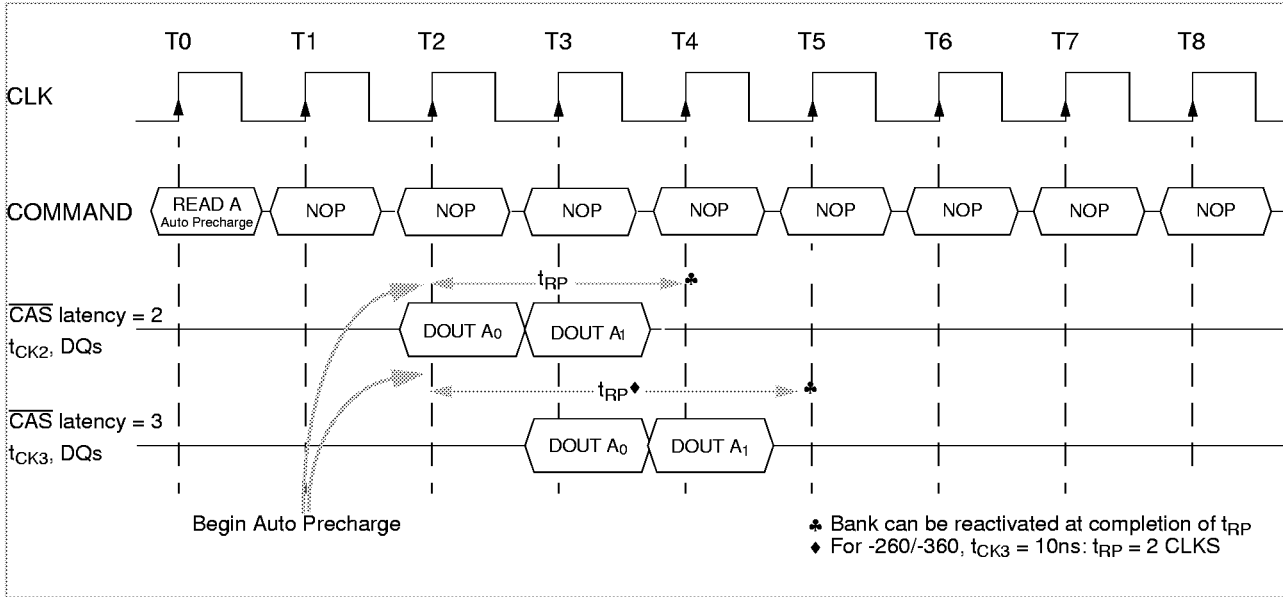 T0 T1 T2 T3 T4 T5 T6 T7 T8
CLK
COMMAND
READ A
Auto Precharge
NOP NOP NOP NOP NOP NOP NOP NOP
tRP ♣
CAS latency = 2
tCK2, DQs
DOUT A0 DOUT A1
tRP♦ ♣
CAS latency = 3
tCK3, DQs
DOUT A0 DOUT A1
Begin Auto Precharge
♣ Bank can be reactivated at completion of tRP
♦ For -260/-360, tCK3 = 10ns: tRP = 2 CLKS